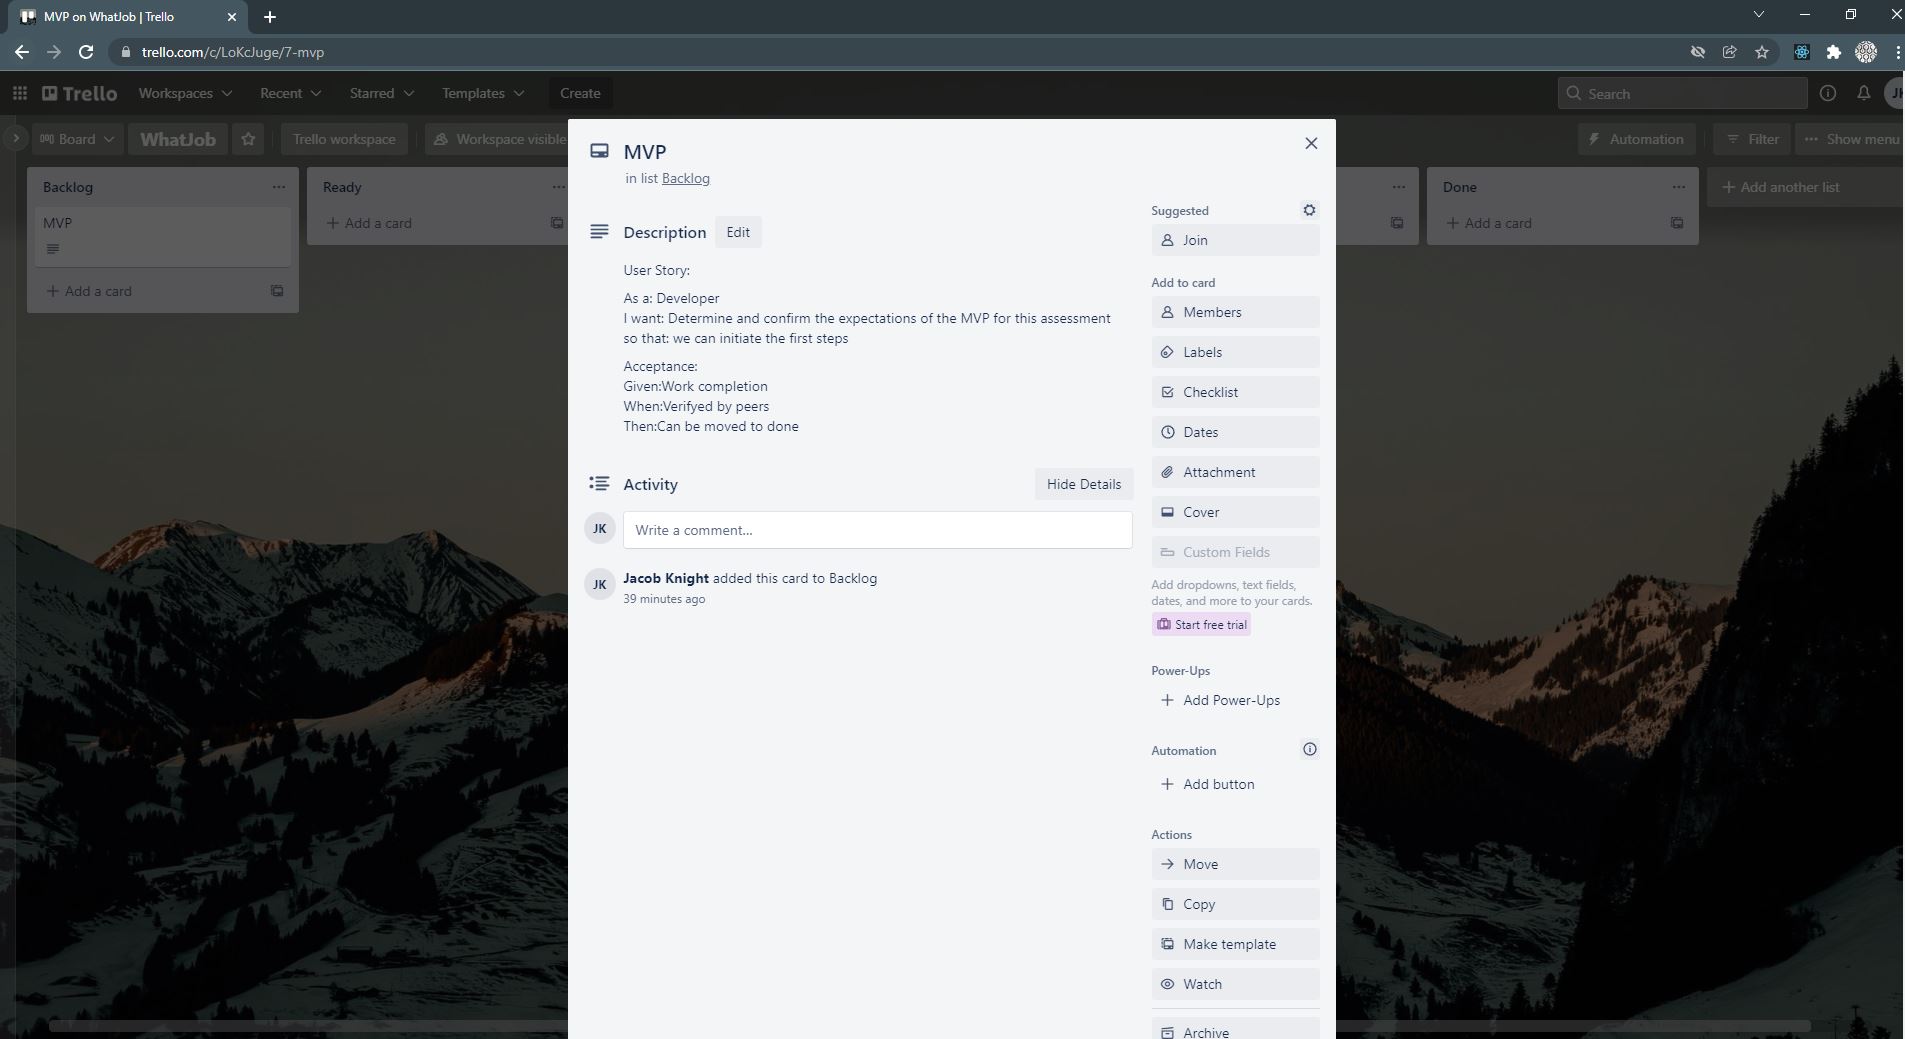 MVP on WhatJob | Trello
trello.com/c/LoKcJuge/7-mvp
Trello
Workspaces
Recent
Starred
Templates
Create
Search
JK
Board
WhatJob
Trello workspace
Workspace visible
Automation
Filter
Show menu
Backlog
MVP
+ Add a card
Ready
+ Add a card
Done
+ Add a card
+ Add another list
MVP
in list Backlog
Description
Edit
User Story:
As a: Developer
I want: Determine and confirm the expectations of the MVP for this assessment
so that: we can initiate the first steps
Acceptance:
Given:Work completion
When:Verifyed by peers
Then:Can be moved to done
Activity
Hide Details
JK
Write a comment...
JK
Jacob Knight added this card to Backlog
39 minutes ago
Suggested
Join
Add to card
Members
Labels
Checklist
Dates
Attachment
Cover
Custom Fields
Add dropdowns, text fields,
dates, and more to your cards.
Start free trial
Power-Ups
+ Add Power-Ups
Automation
+ Add button
Actions
Move
Copy
Make template
Watch
Archive